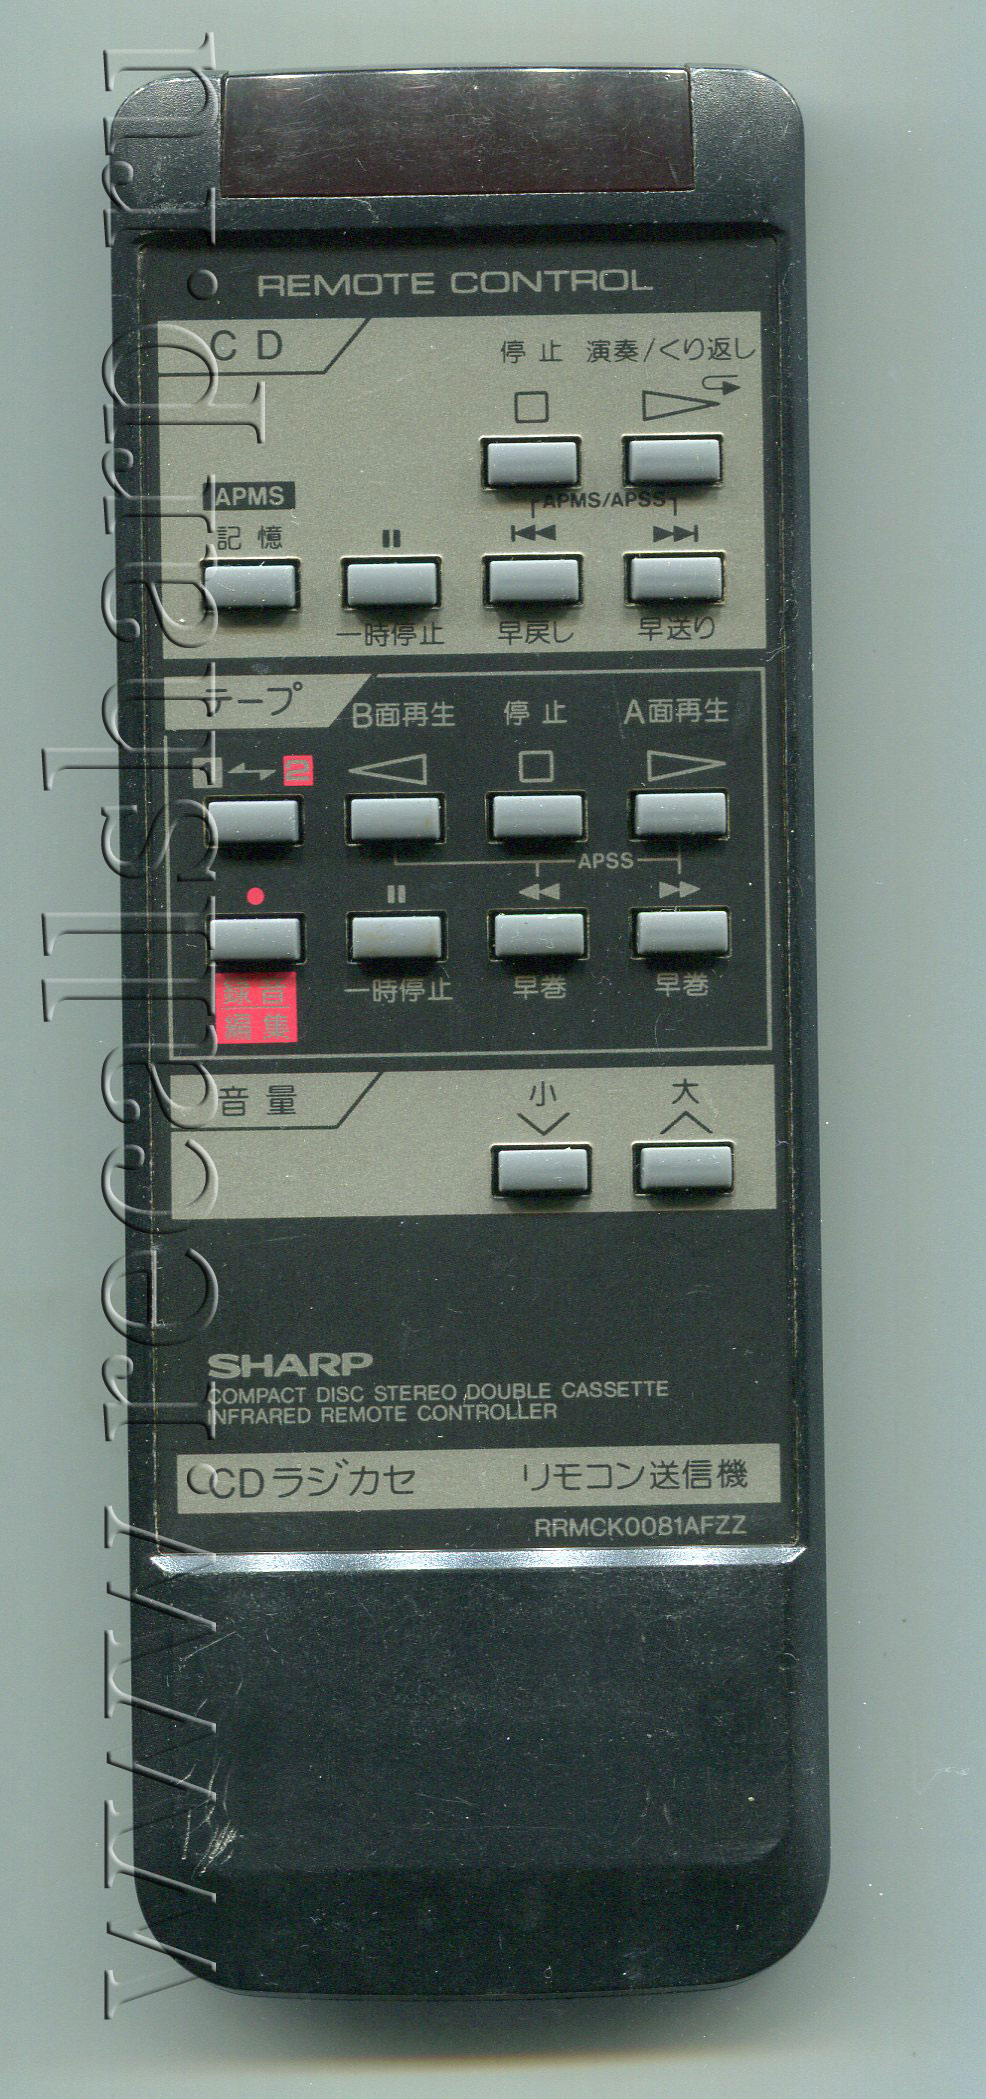 REMOTE CONTROL
CD
停止 演奏/くり返し
APMS
APMS/APSS
記憶
一時停止 早戻し 早送り
テープ
B面再生 停止 A面再生
1 2
APSS
録音
編集
一時停止 早巻 早巻
音量
小 大
SHARP
COMPACT DISC STEREO DOUBLE CASSETTE
INFRARED REMOTE CONTROLLER
CDラジカセ リモコン送信機
RRMCK0081AFZZ